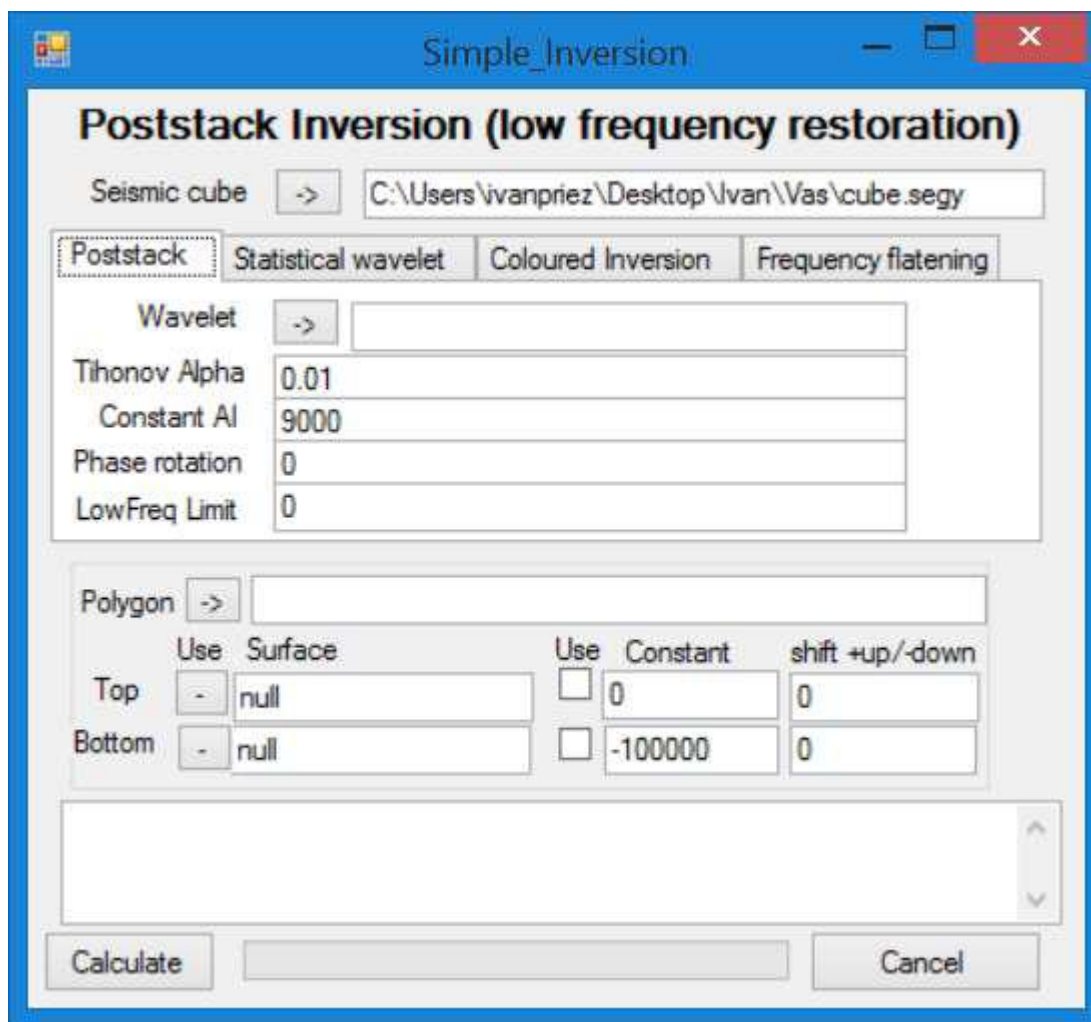 Simple_Inversion
Poststack Inversion (low frequency restoration)
Seismic cube -> C:\Users\ivanpriez\Desktop\Ivan\Vas\cube.segy
Poststack Statistical wavelet Coloured Inversion Frequency flatening
Wavelet ->
Tihonov Alpha 0.01
Constant AI 9000
Phase rotation 0
LowFreq Limit 0
Polygon ->
Use Surface Use Constant shift +up/-down
Top - null 0 0
Bottom - null -100000 0
Calculate Cancel